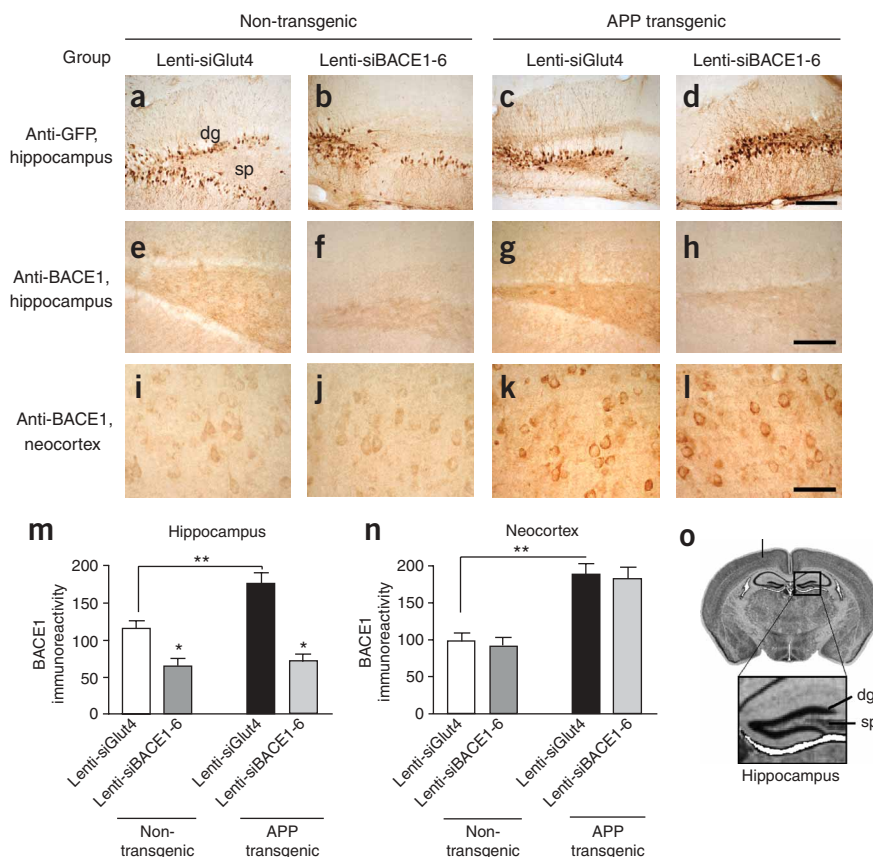 Non-transgenic APP transgenic
Group Lenti-siGlut4 Lenti-siBACE1-6 Lenti-siGlut4 Lenti-siBACE1-6
Anti-GFP,
hippocampus
a b c d
dg
sp
Anti-BACE1,
hippocampus
e f g h
Anti-BACE1,
neocortex
i j k l
m
Hippocampus
BACE1
immunoreactivity
200
150
100
50
0
**
*
*
Lenti-siGlut4
Lenti-siBACE1-6
Lenti-siGlut4
Lenti-siBACE1-6
Non-
transgenic
APP
transgenic
n
Neocortex
BACE1
immunoreactivity
200
150
100
50
0
**
Lenti-siGlut4
Lenti-siBACE1-6
Lenti-siGlut4
Lenti-siBACE1-6
Non-
transgenic
APP
transgenic
o
dg
sp
Hippocampus